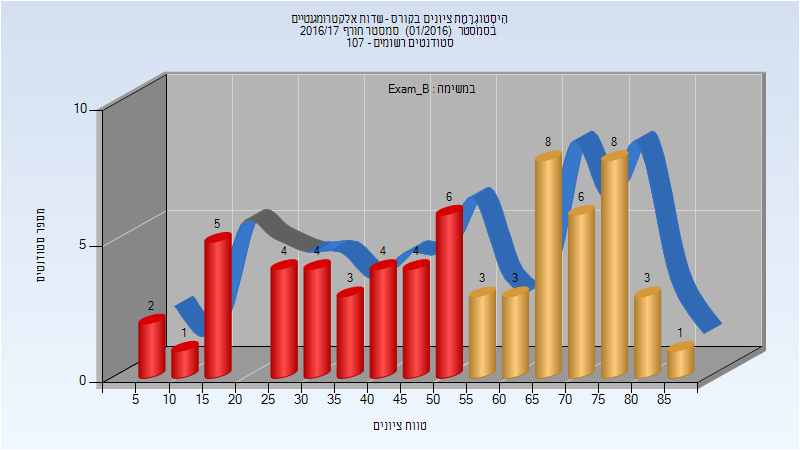 היסטוגרמת ציונים בקורס - שדות אלקטרומגנטיים
בסמסטר (01/2016) סמסטר חורף 2016/17
סטודנטים רשומים - 107
במשימה : Exam_B
מספר סטודנטים
10
5
0
2
1
5
4
4
3
4
4
6
3
3
8
6
8
3
1
5 10 15 20 25 30 35 40 45 50 55 60 65 70 75 80 85
טווח ציונים